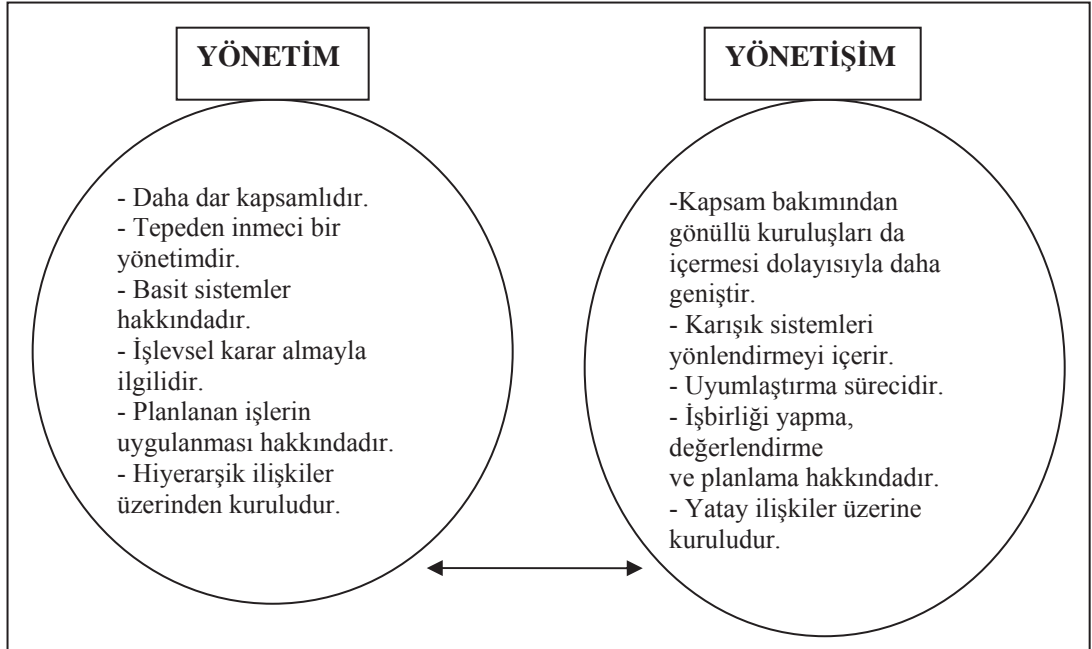 YÖNETİM
- Daha dar kapsamlıdır.
- Tepeden inmeci bir
yönetimdir.
- Basit sistemler
hakkındadır.
- İşlevsel karar almayla
ilgilidir.
- Planlanan işlerin
uygulanması hakkındadır.
- Hiyerarşik ilişkiler
üzerinden kuruludur.
YÖNETİŞİM
-Kapsam bakımından
gönüllü kuruluşları da
içermesi dolayısıyla daha
geniştir.
- Karışık sistemleri
yönlendirmeyi içerir.
- Uyumlaştırma sürecidir.
- İşbirliği yapma,
değerlendirme
ve planlama hakkındadır.
- Yatay ilişkiler üzerine
kuruludur.